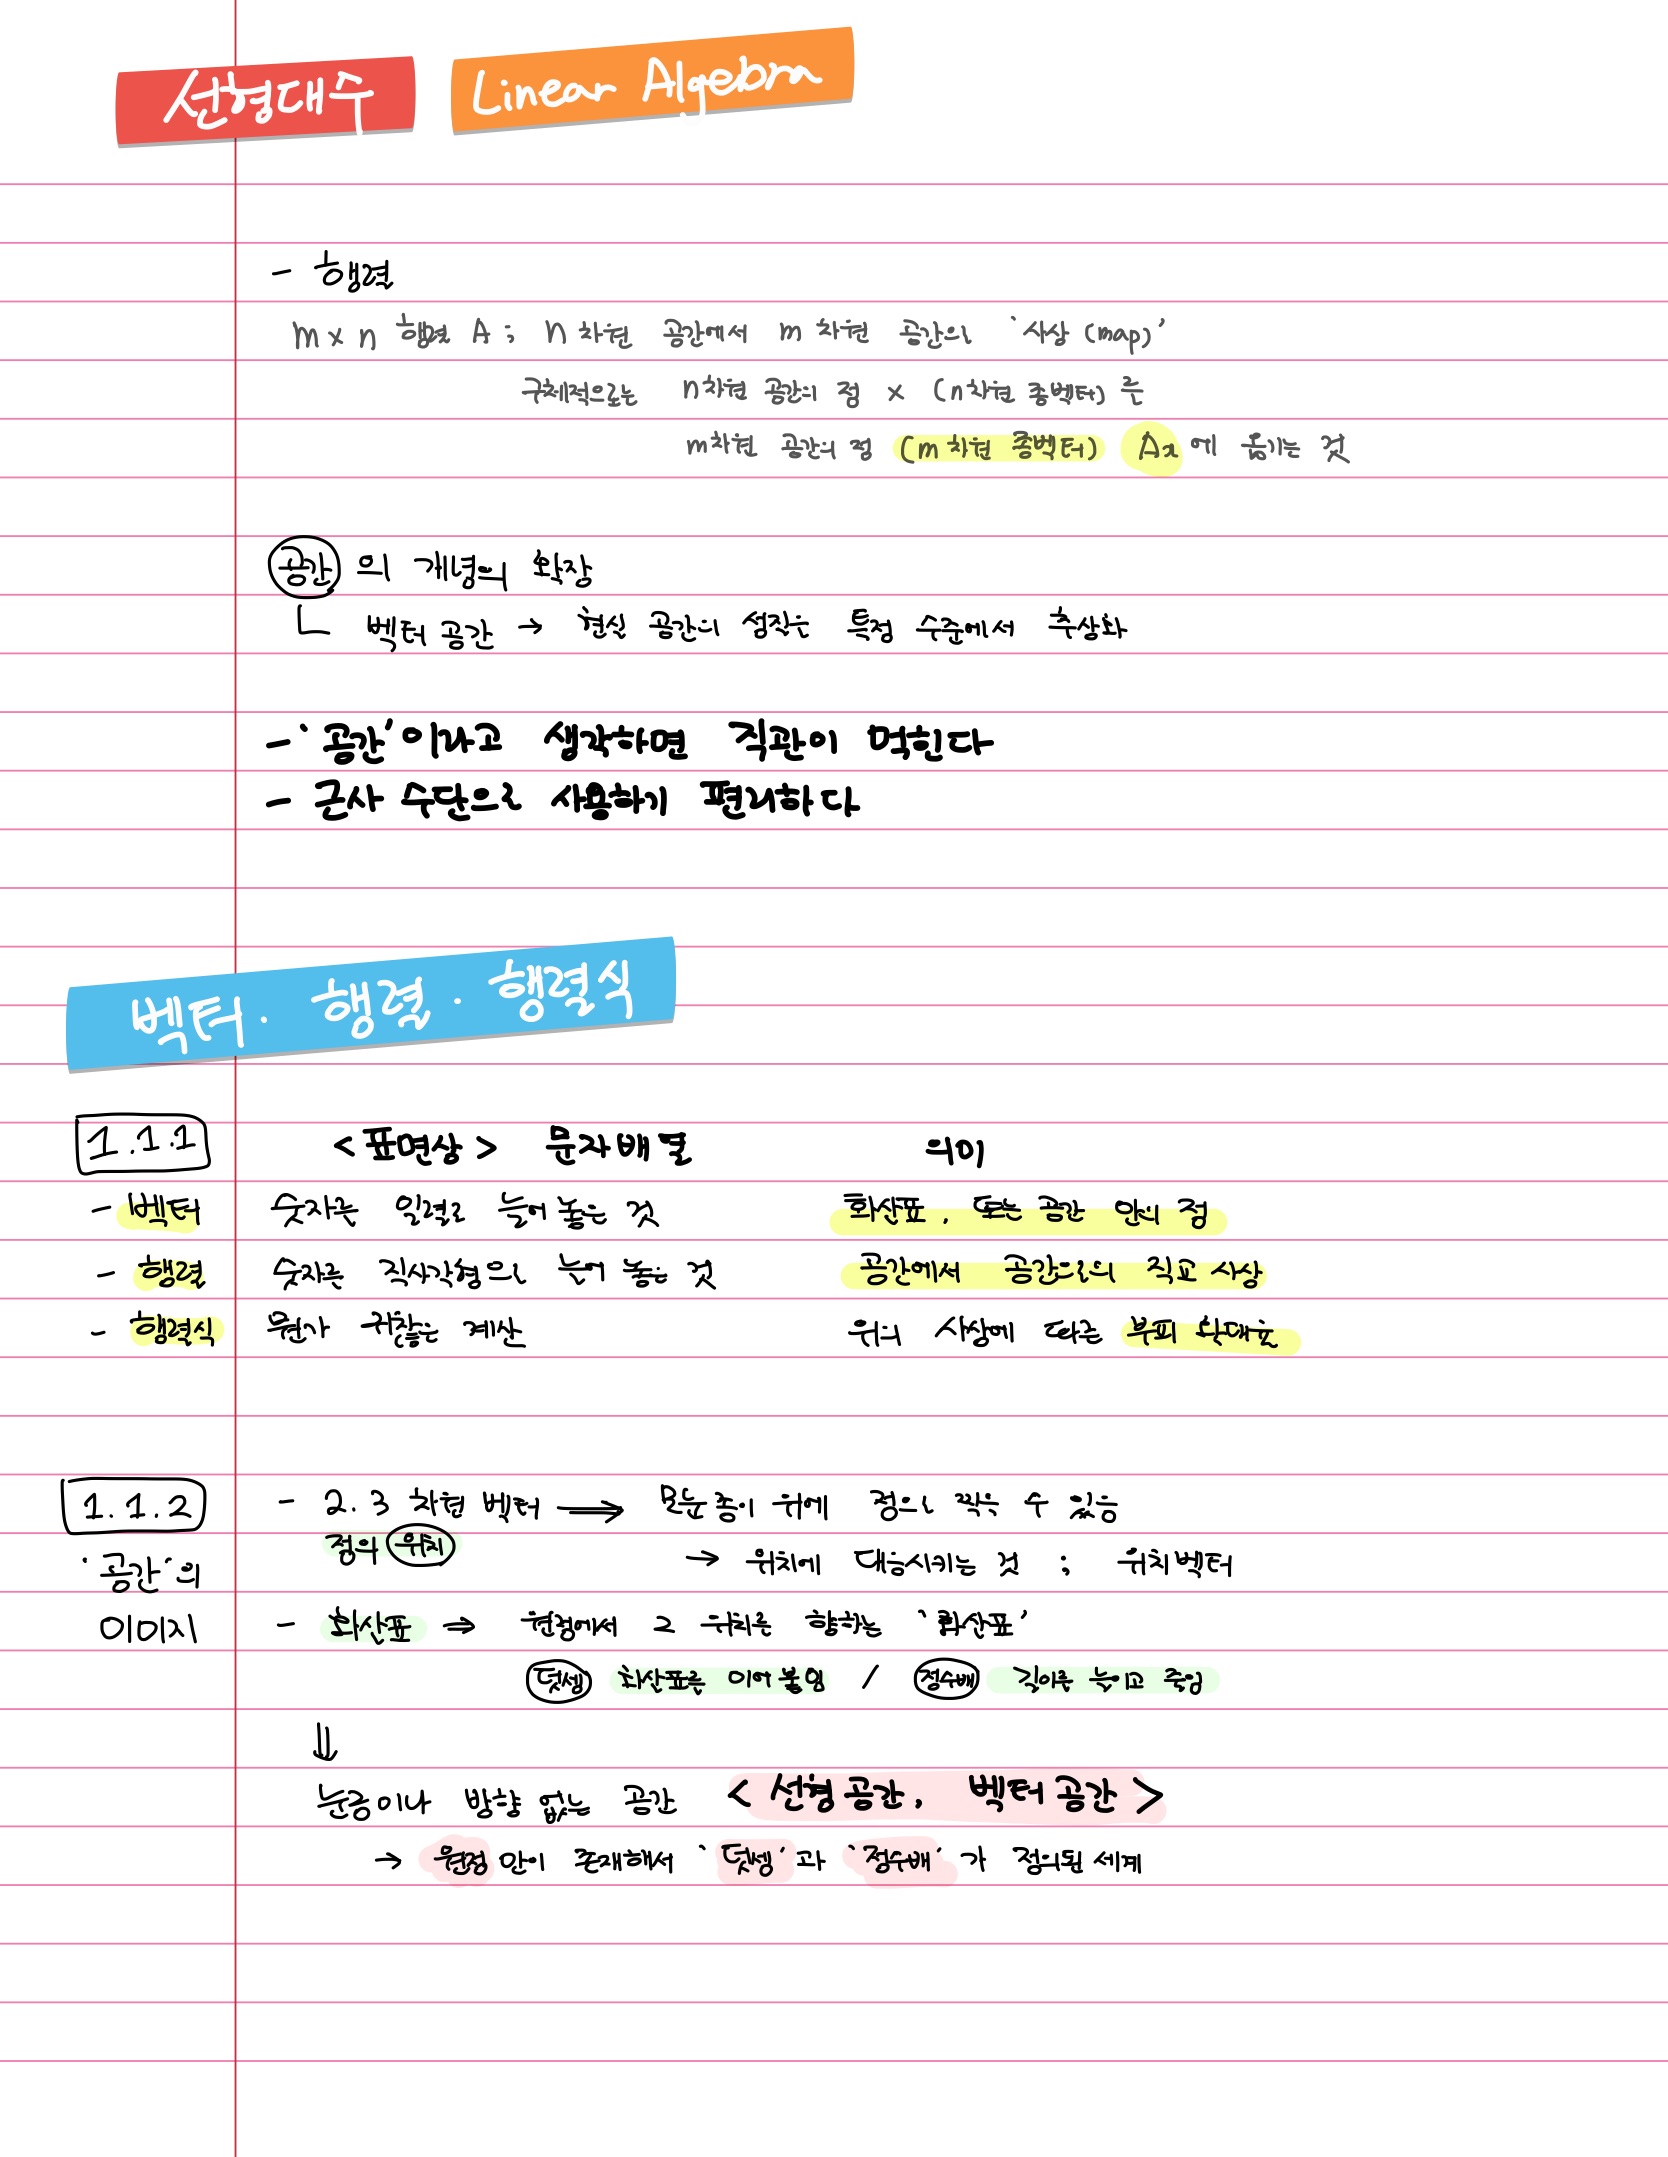 선형대수 Linear Algebra
- 행렬
m x n 행렬 A ; n 차원 공간에서 m 차원 공간으로 '사상 (map)'
구체적으로는 n차원 공간의 점 x (n차원 종벡터) 를
m차원 공간의 점 (m 차원 종벡터) Ax 에 옮기는 것
공간 의 개념의 확장
벡터 공간 → 현실 공간의 성질은 특정 수준에서 추상화
- '공간'이라고 생각하면 직관이 먹힌다
- 근사 수단으로 사용하기 편리하다
벡터 · 행렬 · 행렬식
1.1.1 <표면상> 문자배열 의미
- 벡터 숫자를 일렬로 늘어 놓은 것 화살표, 또는 공간 안의 점
- 행렬 숫자를 직사각형으로 늘어 놓은 것 공간에서 공간으로의 직교 사상
- 행렬식 뭔가 귀찮은 계산 위의 사상에 따른 부피 확대율
1.1.2 - 2.3 차원 벡터 ⟹ 모눈종이 위에 점으로 찍을 수 있음
점의 위치 → 위치에 대응시키는 것 ; 위치벡터
'공간'의
이미지 - 화살표 ⇒ 원점에서 그 위치를 향하는 '화살표'
덧셈 화살표를 이어 붙임 / 정수배 길이를 늘이고 줄임
⇓
눈금이나 방향 없는 공간 < 선형공간, 벡터공간 >
→ 원점 만이 존재해서 '덧셈'과 '정수배'가 정의된 세계